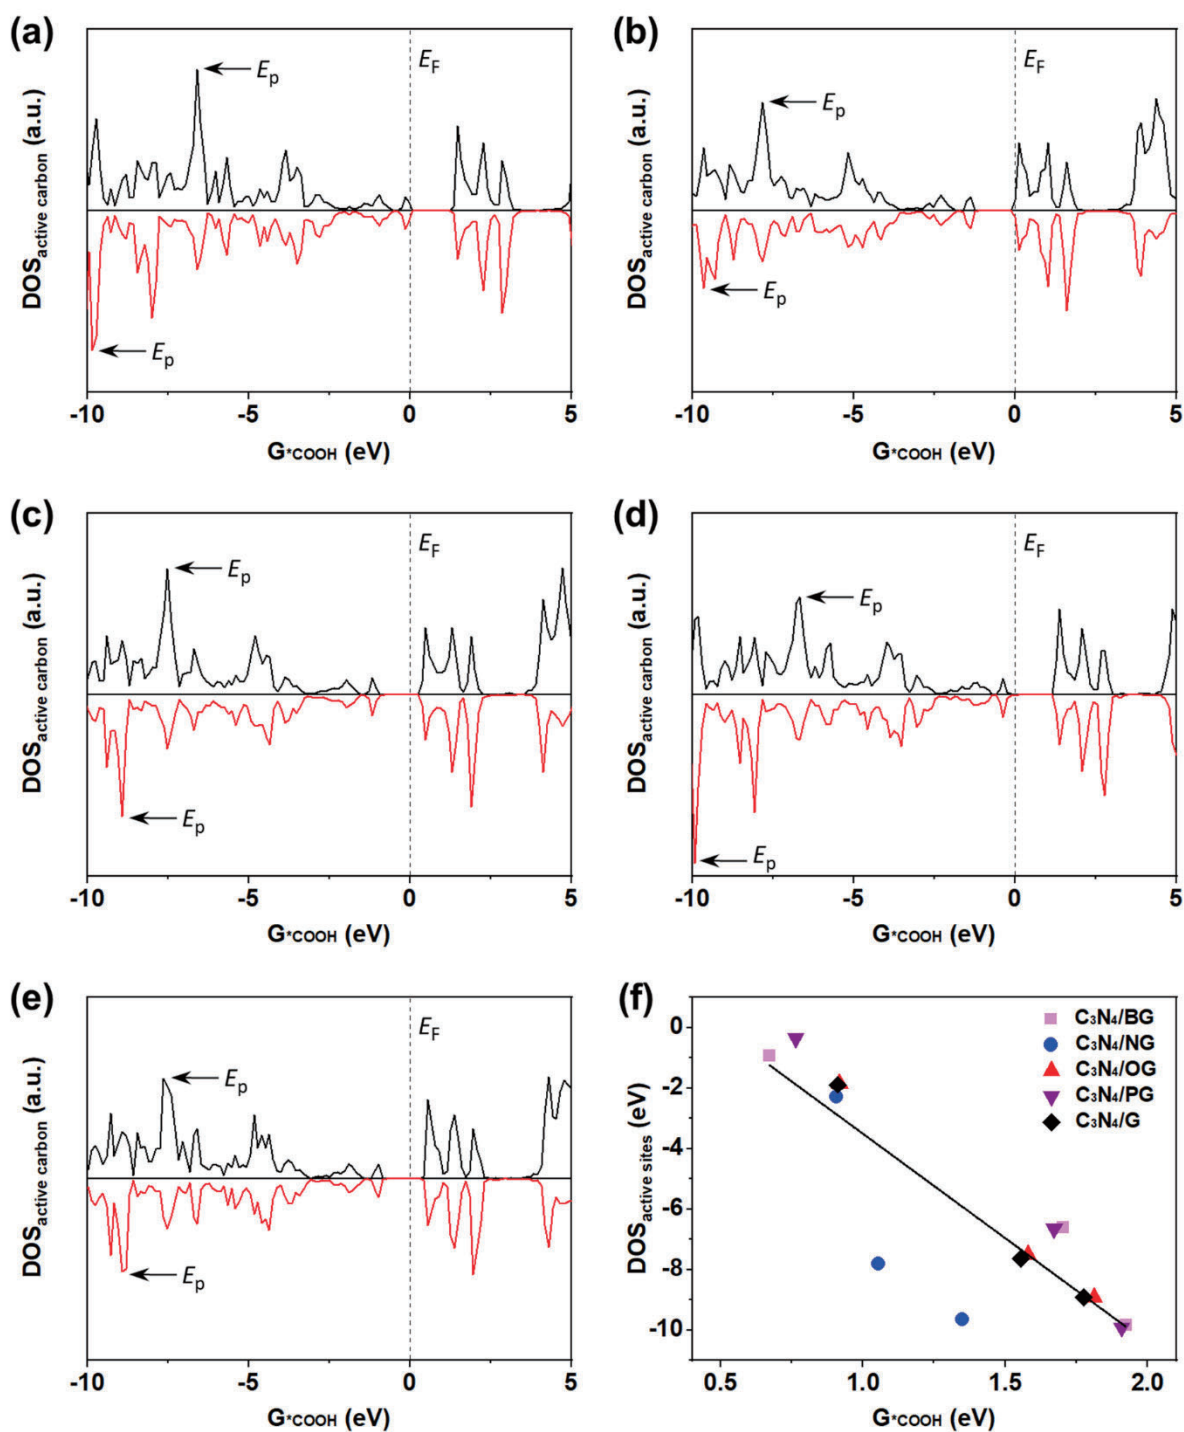 (a)
DOSactive carbon (a.u.)
Ep
EF
Ep
-10
-5
0
5
G*COOH (eV)
(b)
DOSactive carbon (a.u.)
Ep
EF
Ep
-10
-5
0
5
G*COOH (eV)
(c)
DOSactive carbon (a.u.)
Ep
EF
Ep
-10
-5
0
5
G*COOH (eV)
(d)
DOSactive carbon (a.u.)
Ep
EF
Ep
-10
-5
0
5
G*COOH (eV)
(e)
DOSactive carbon (a.u.)
Ep
EF
Ep
-10
-5
0
5
G*COOH (eV)
(f)
DOSactive sites (eV)
0
-2
-4
-6
-8
-10
C3N4/BG
C3N4/NG
C3N4/OG
C3N4/PG
C3N4/G
0.5
1.0
1.5
2.0
G*COOH (eV)